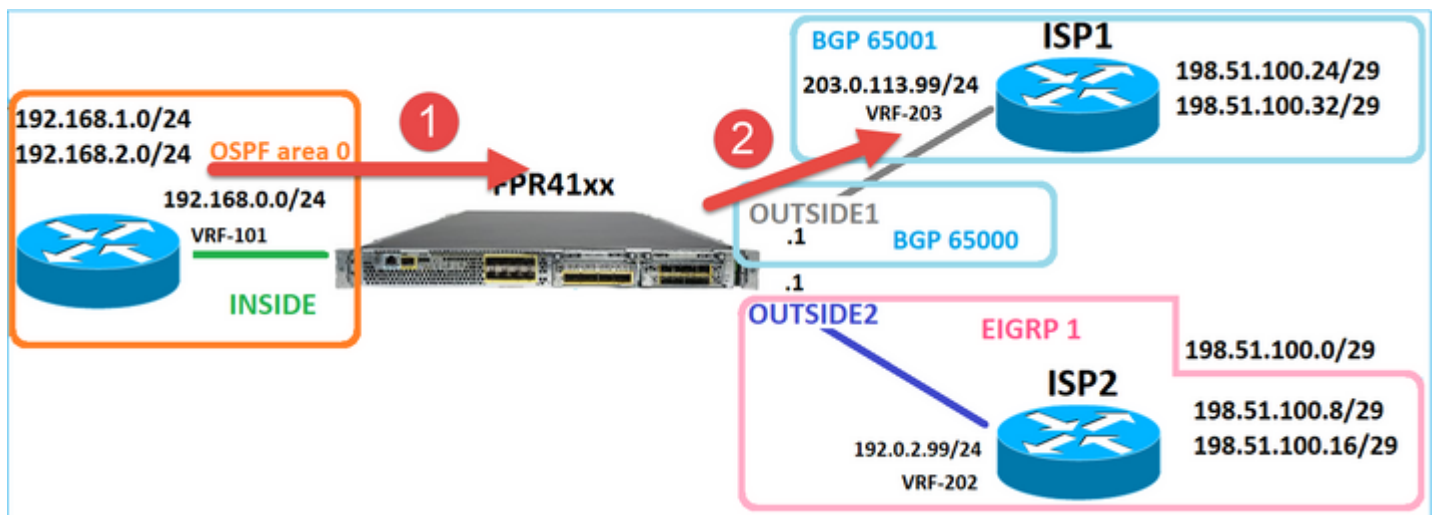 BGP 65001
ISP1
203.0.113.99/24
VRF-203
198.51.100.24/29
198.51.100.32/29
192.168.1.0/24
192.168.2.0/24
OSPF area 0
1
2
192.168.0.0/24
VRF-101
INSIDE
FPR41xx
OUTSIDE1
.1
BGP 65000
.1
OUTSIDE2
EIGRP 1
198.51.100.0/29
ISP2
198.51.100.8/29
198.51.100.16/29
192.0.2.99/24
VRF-202